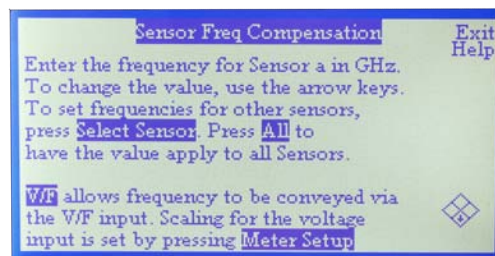 Sensor Freq Compensation
Exit
Help
Enter the frequency for Sensor a in GHz.
To change the value, use the arrow keys.
To set frequencies for other sensors,
press Select Sensor. Press All to
have the value apply to all Sensors.
V/F allows frequency to be conveyed via
the V/F input. Scaling for the voltage
input is set by pressing Meter Setup